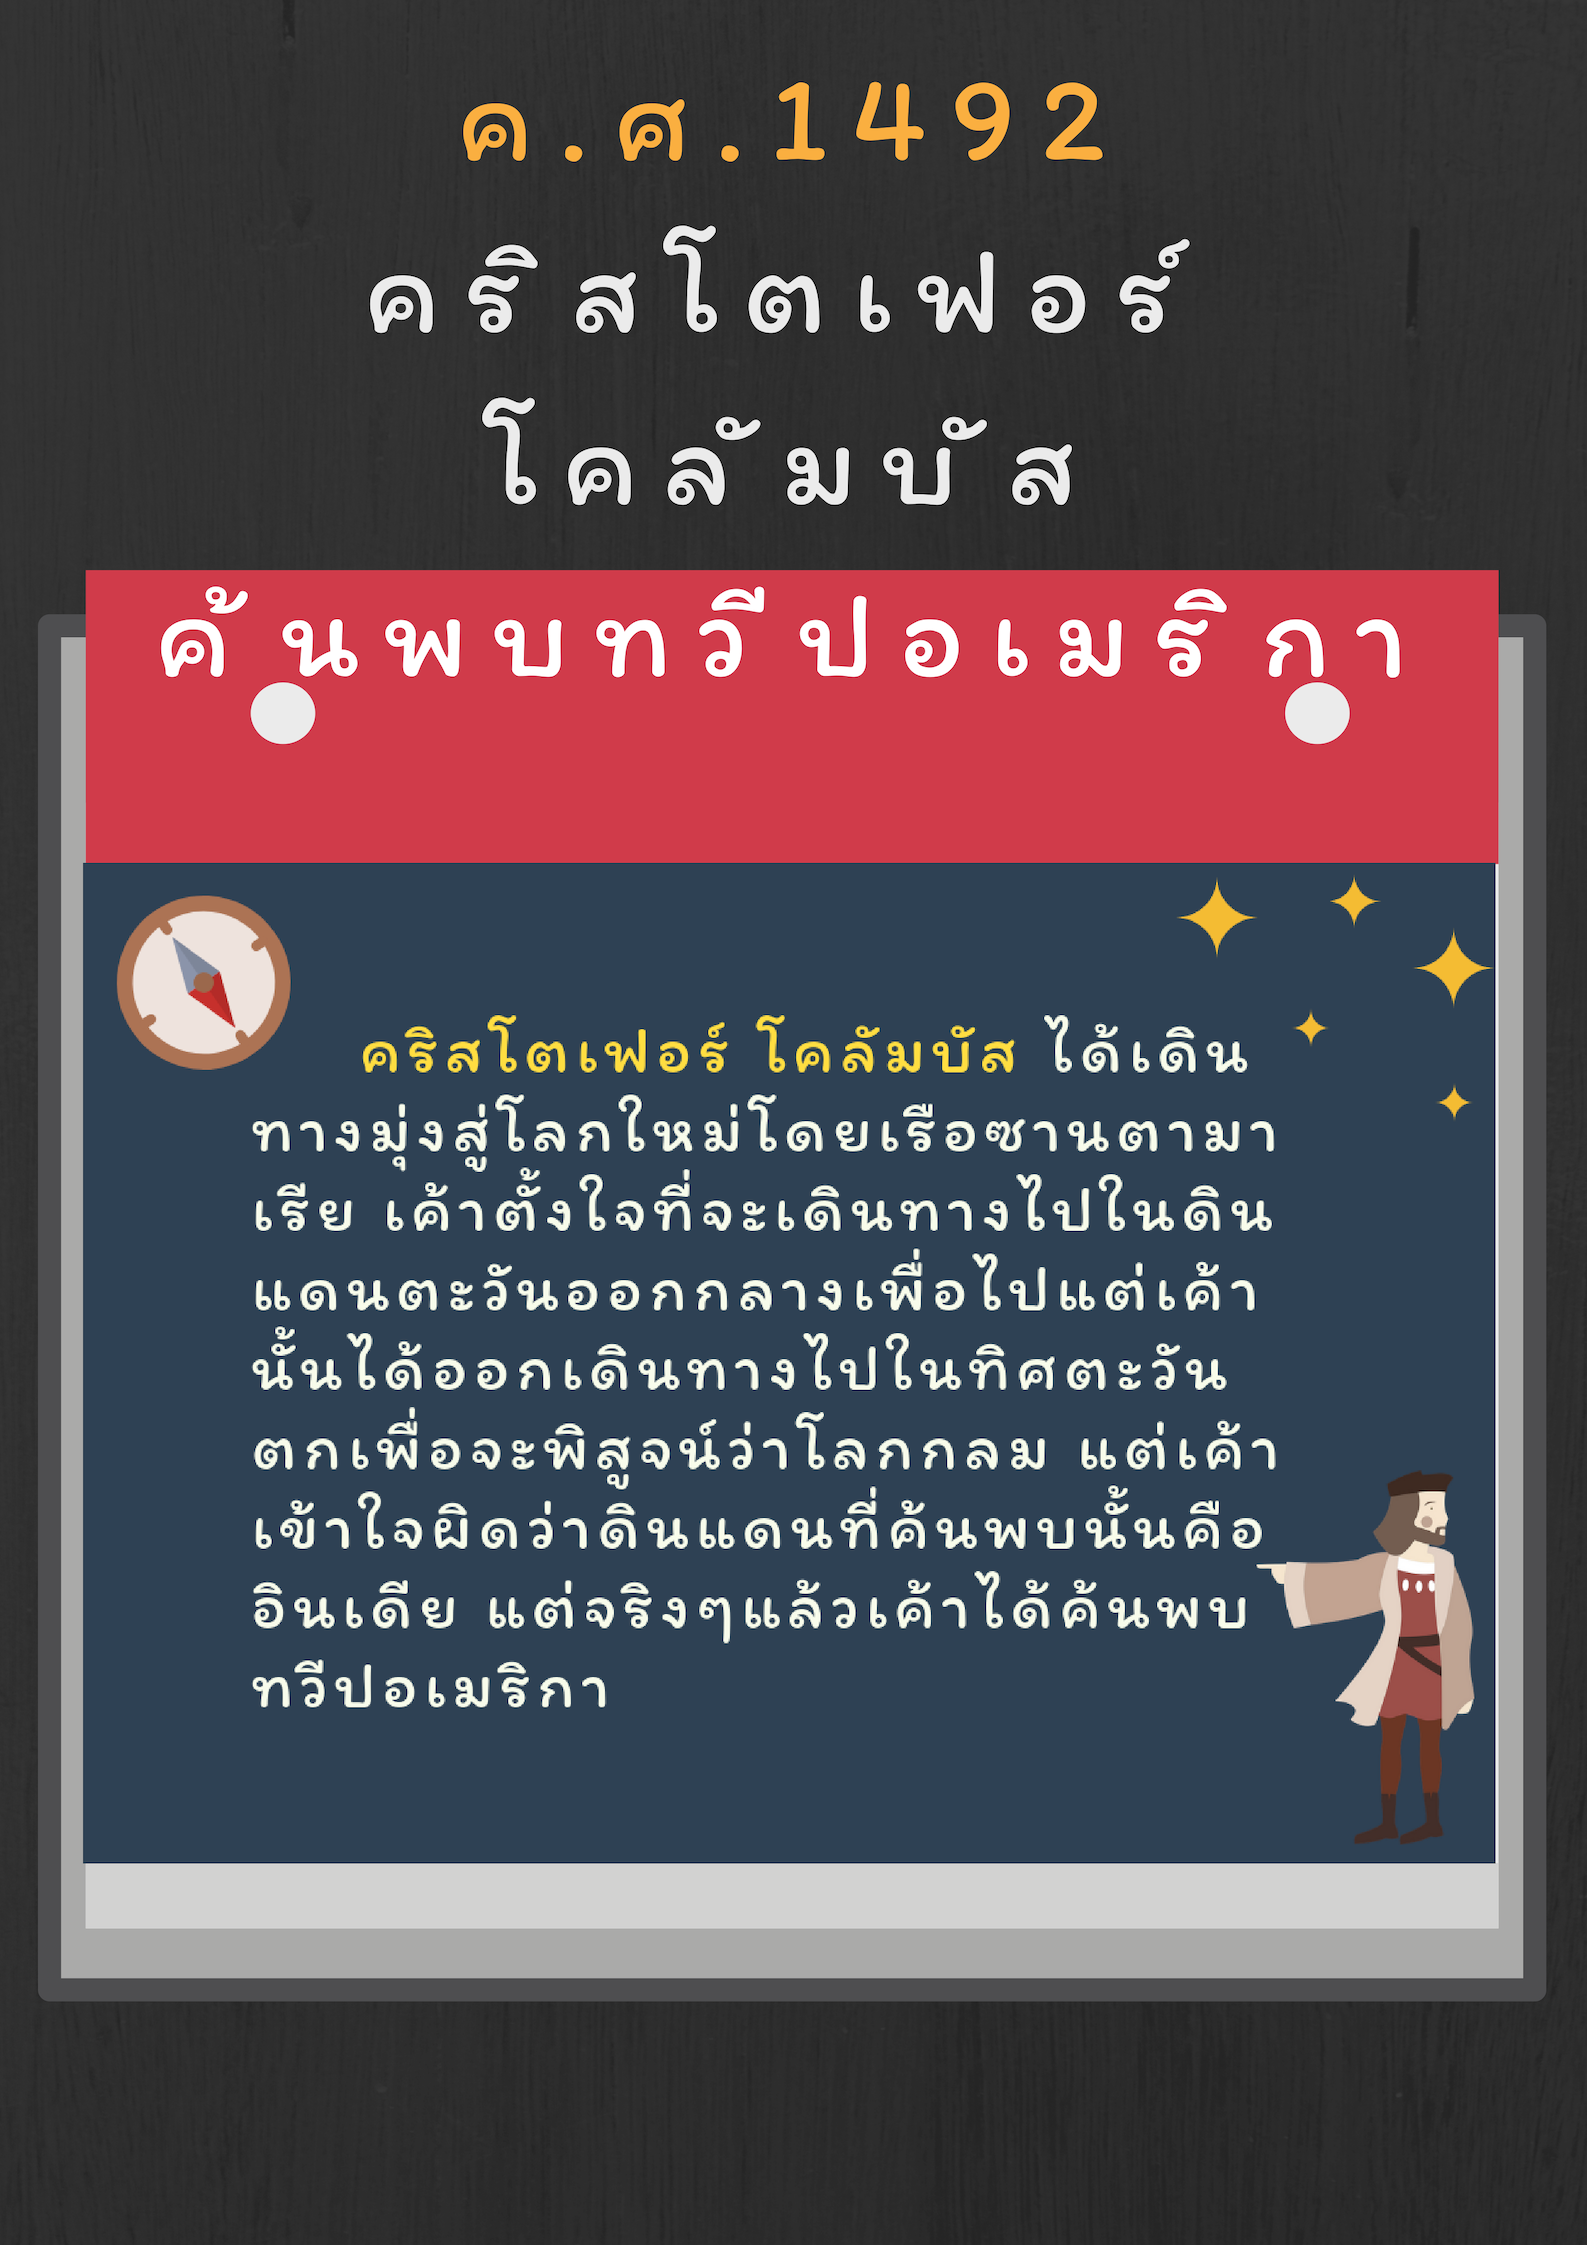 ค.ศ.1492
คริสโตเฟอร์
โคลัมบัส
ค้นพบทวีปอเมริกา
คริสโตเฟอร์ โคลัมบัส ได้เดิน
ทางมุ่งสู่โลกใหม่โดยเรือซานตามา
เรีย เค้าตั้งใจที่จะเดินทางไปในดิน
แดนตะวันออกกลางเพื่อไปแต่เค้า
นั้นได้ออกเดินทางไปในทิศตะวัน
ตกเพื่อจะพิสูจน์ว่าโลกกลม แต่เค้า
เข้าใจผิดว่าดินแดนที่ค้นพบนั้นคือ
อินเดีย แต่จริงๆแล้วเค้าได้ค้นพบ
ทวีปอเมริกา